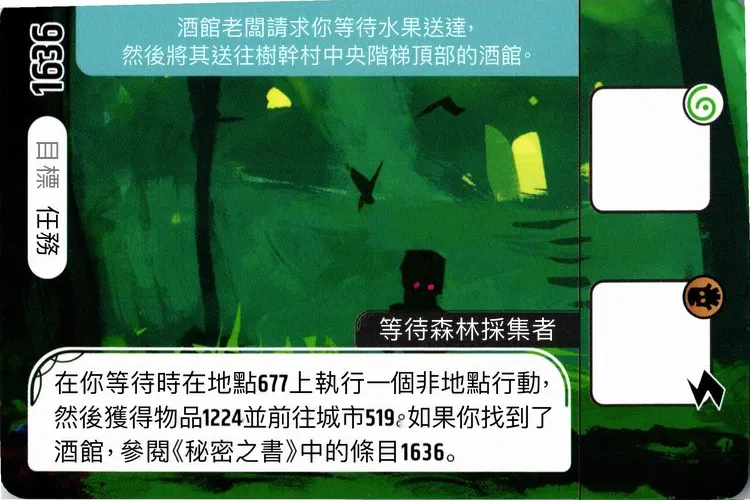 酒館老闆請求你等待水果送達,
然後將其送往樹幹村中央階梯頂部的酒館。
1636
目標 任務
等待森林採集者
在你等待時在地點677上執行一個非地點行動,
然後獲得物品1224並前往城市519。如果你找到了
酒館,參閱《秘密之書》中的條目1636。